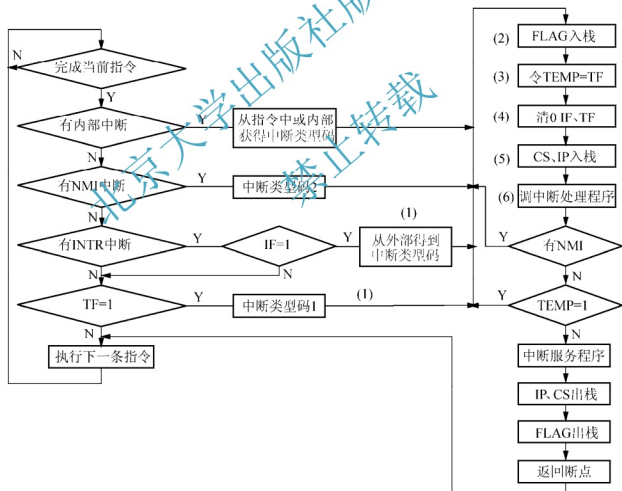 N
完成当前指令
Y
有内部中断
Y
从指令中或内部
获得中断类型码
N
有NMI中断
Y
中断类型码2
N
(1)
有INTR中断
Y
IF=1
Y
从外部得到
中断类型码
N
N
TF=1
Y
中断类型码1
(1)
N
执行下一条指令
(2)
FLAG入栈
(3)
令TEMP=TF
(4)
清0 IF、TF
(5)
CS、IP入栈
(6)
调中断处理程序
Y
有NMI
N
Y
TEMP=1
N
中断服务程序
IP、CS出栈
FLAG出栈
返回断点
北京大学出版社版
禁止转载